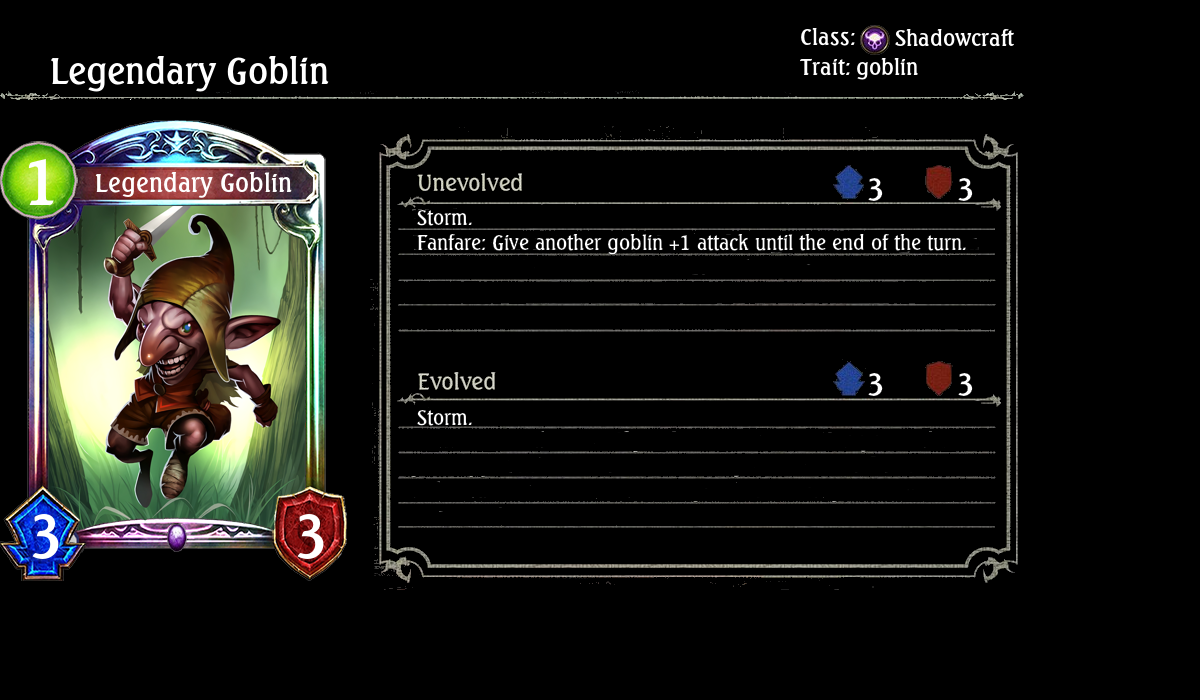 Class: Shadowcraft
Legendary Goblin
Trait: goblin
1
Legendary Goblin
3
3
Unevolved 3 3
Storm.
Fanfare: Give another goblin +1 attack until the end of the turn.
Evolved 3 3
Storm.